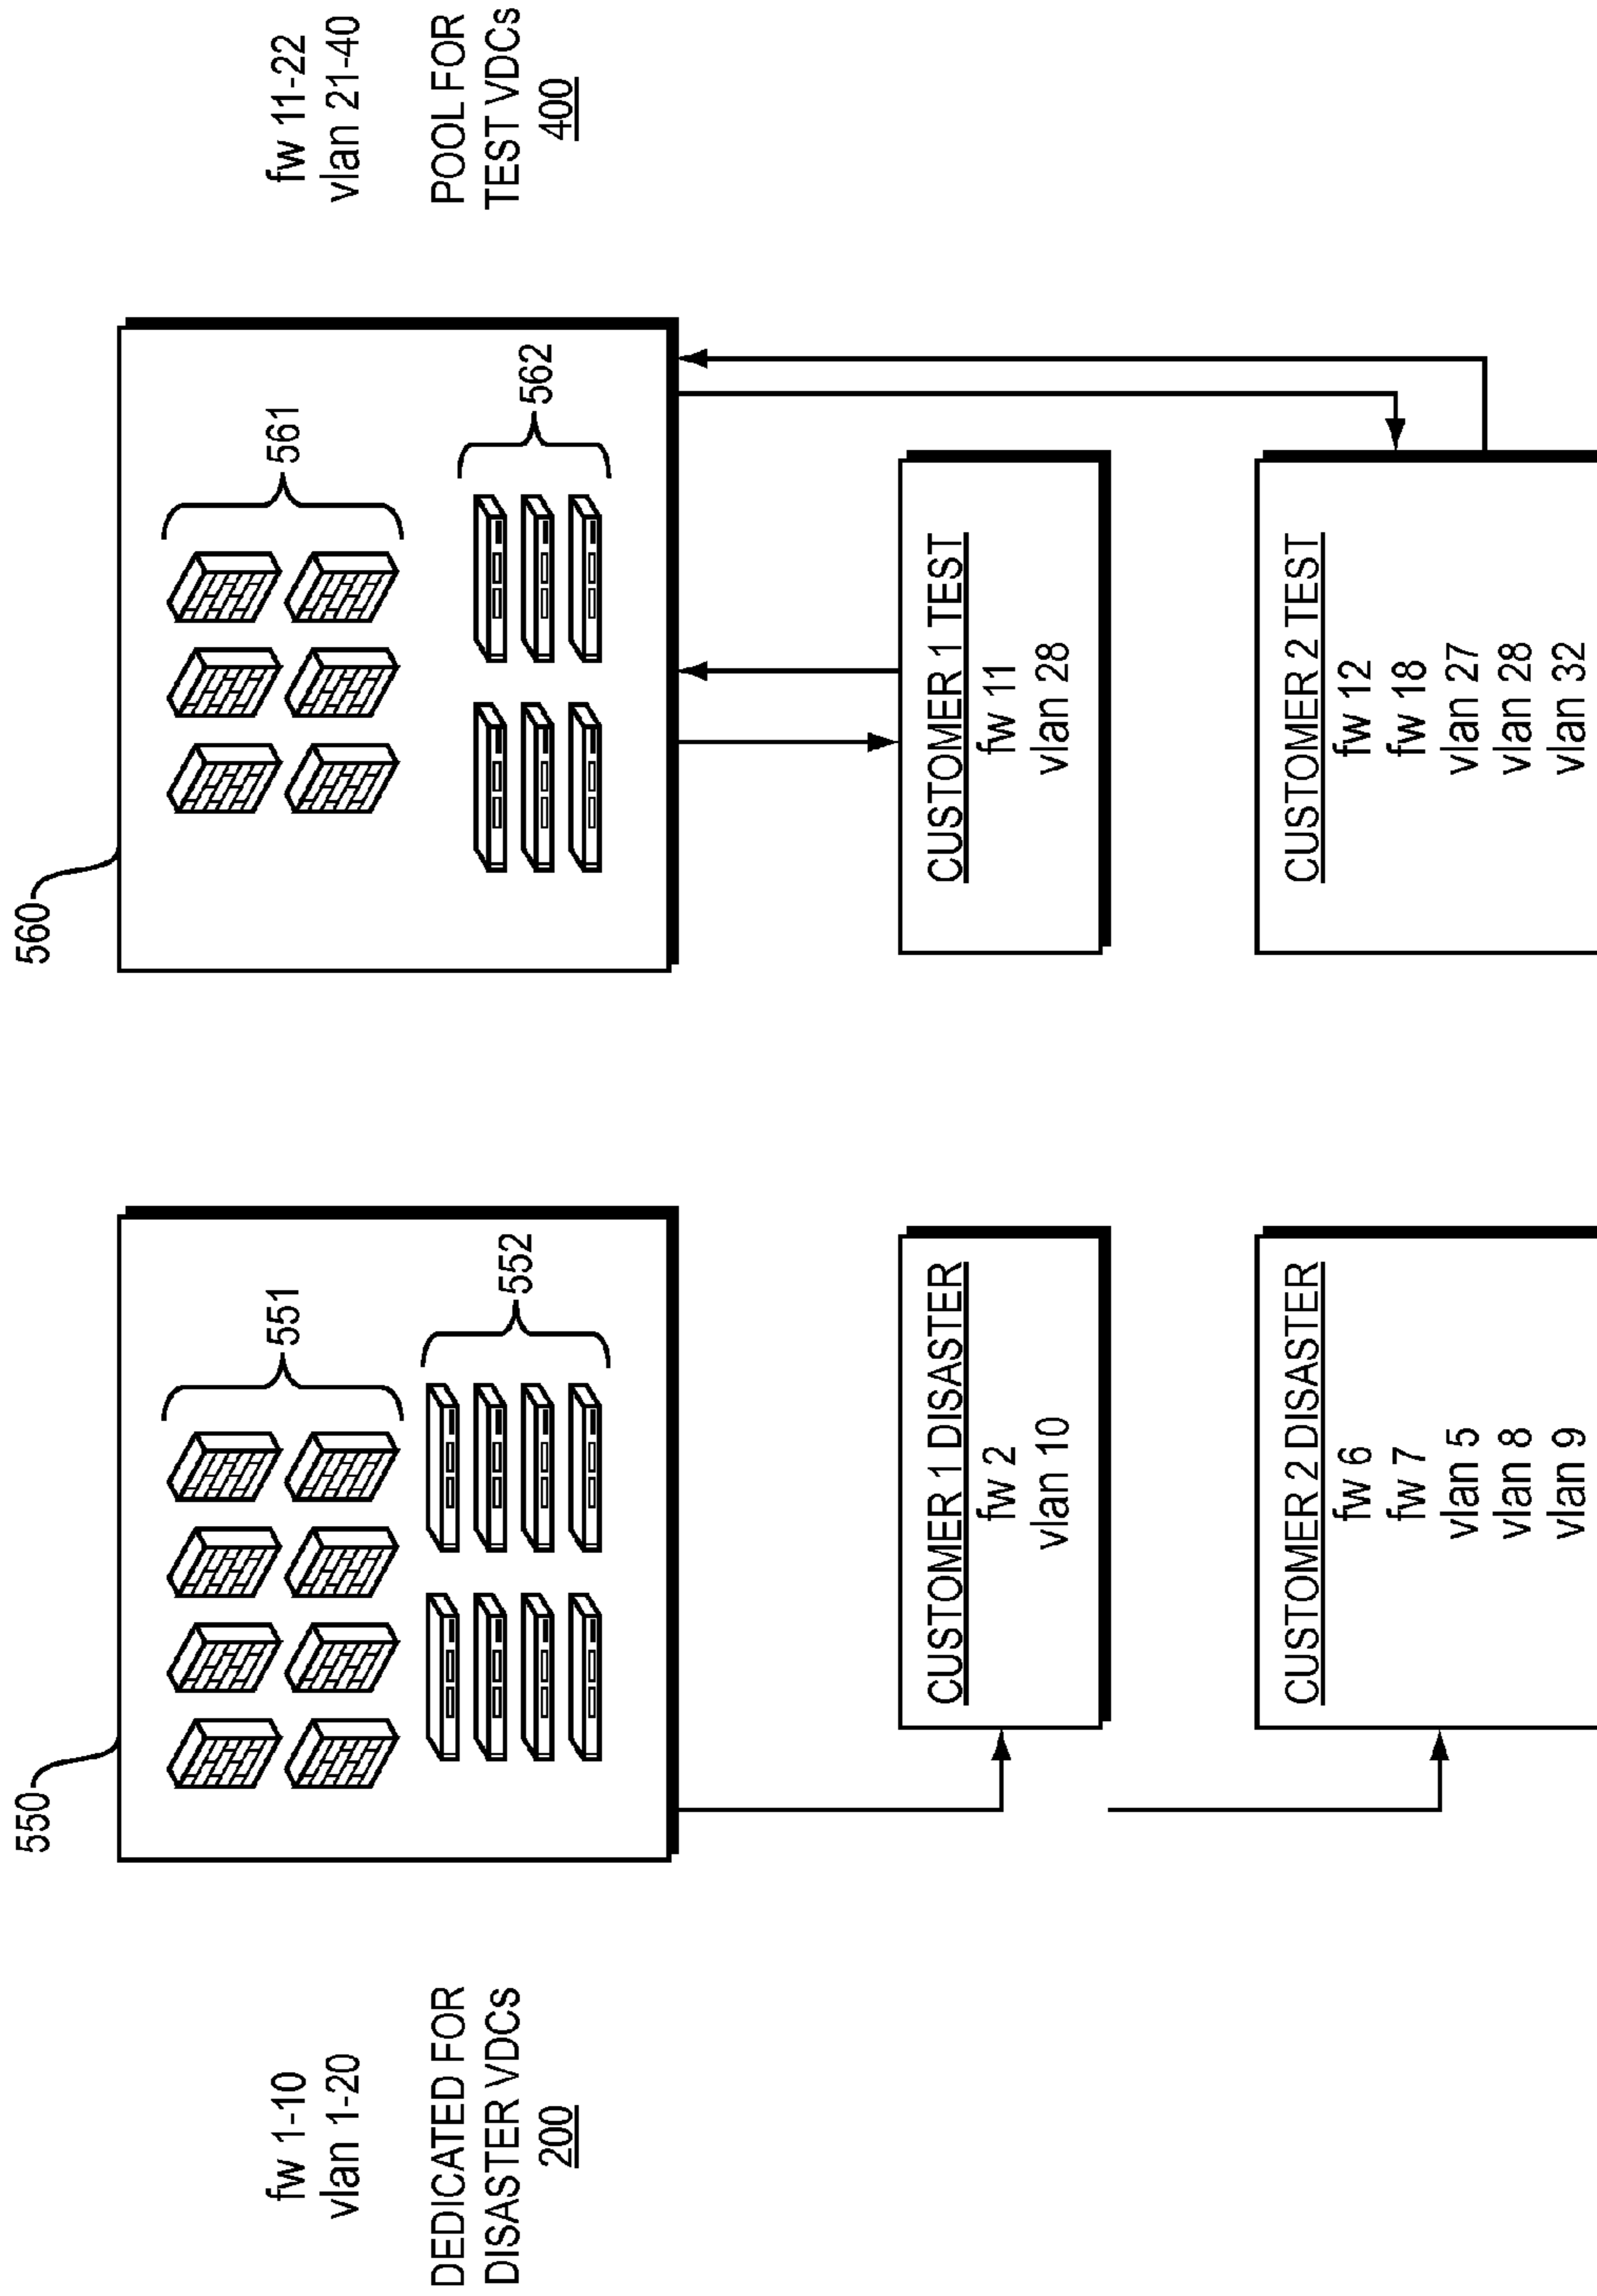 fw 1-10
vlan 1-20
DEDICATED FOR
DISASTER VDCs
200
550
551
552
CUSTOMER 1 DISASTER
fw 2
vlan 10
CUSTOMER 2 DISASTER
fw 6
fw 7
vlan 5
vlan 8
vlan 9
560
561
562
CUSTOMER 1 TEST
fw 11
vlan 28
CUSTOMER 2 TEST
fw 12
fw 18
vlan 27
vlan 28
vlan 32
fw 11-22
vlan 21-40
POOL FOR
TEST VDCs
400